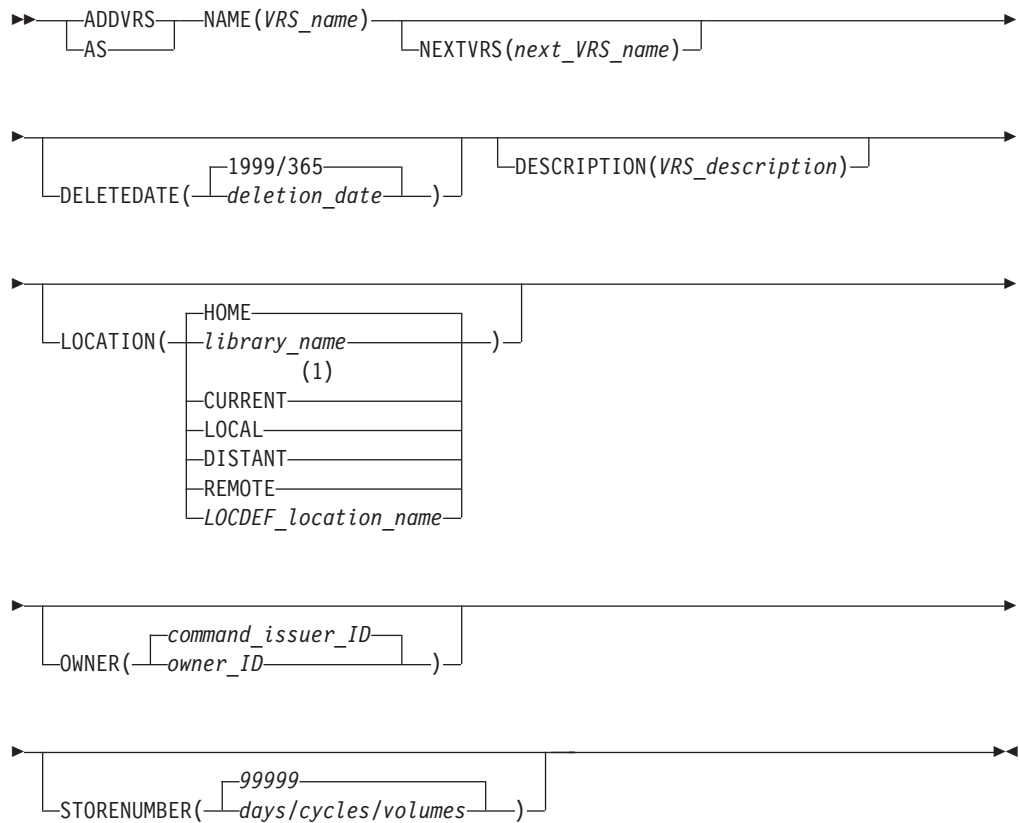 ADDVRS NAME(VRS_name)
AS NEXTVRS(next_VRS_name)
1999/365 DESCRIPTION(VRS_description)
DELETEDATE( deletion_date )
HOME
LOCATION( library_name )
(1)
CURRENT
LOCAL
DISTANT
REMOTE
LOCDEF_location_name
command_issuer_ID
OWNER( owner_ID )
99999
STORENUMBER( days/cycles/volumes )